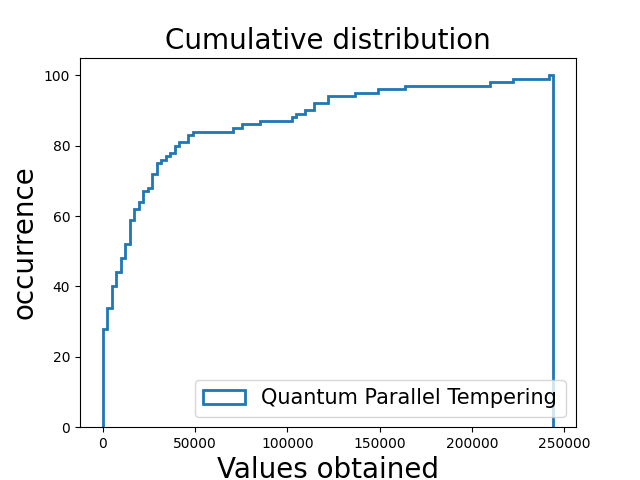 Cumulative distribution
100
80
60
40
20
0
occurrence
Quantum Parallel Tempering
0 50000 100000 150000 200000 250000
Values obtained